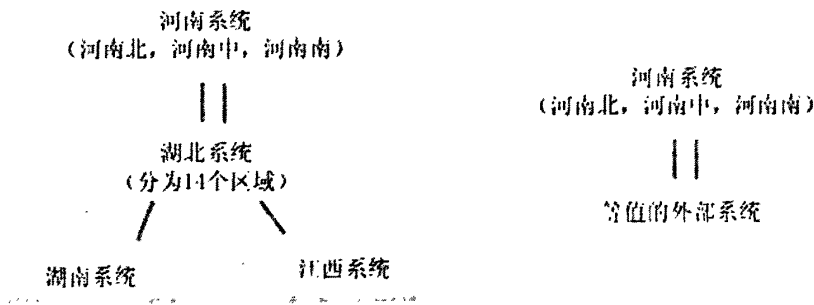 河南系统
（河南北，河南中，河南南）
湖北系统
（分为14个区域）
湖南系统
江西系统
河南系统
（河南北，河南中，河南南）
等值的外部系统